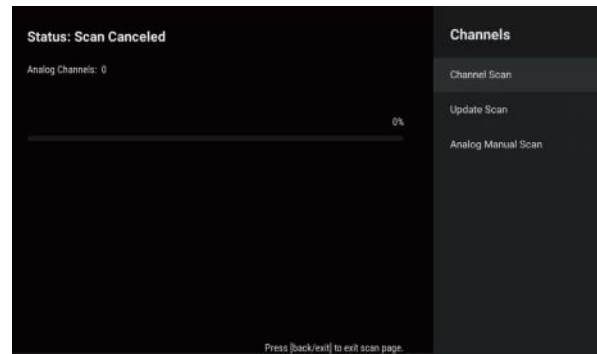 Status: Scan Canceled
Analog Channels: 0
0%
Press [back/exit] to exit scan page.
Channels
Channel Scan
Update Scan
Analog Manual Scan